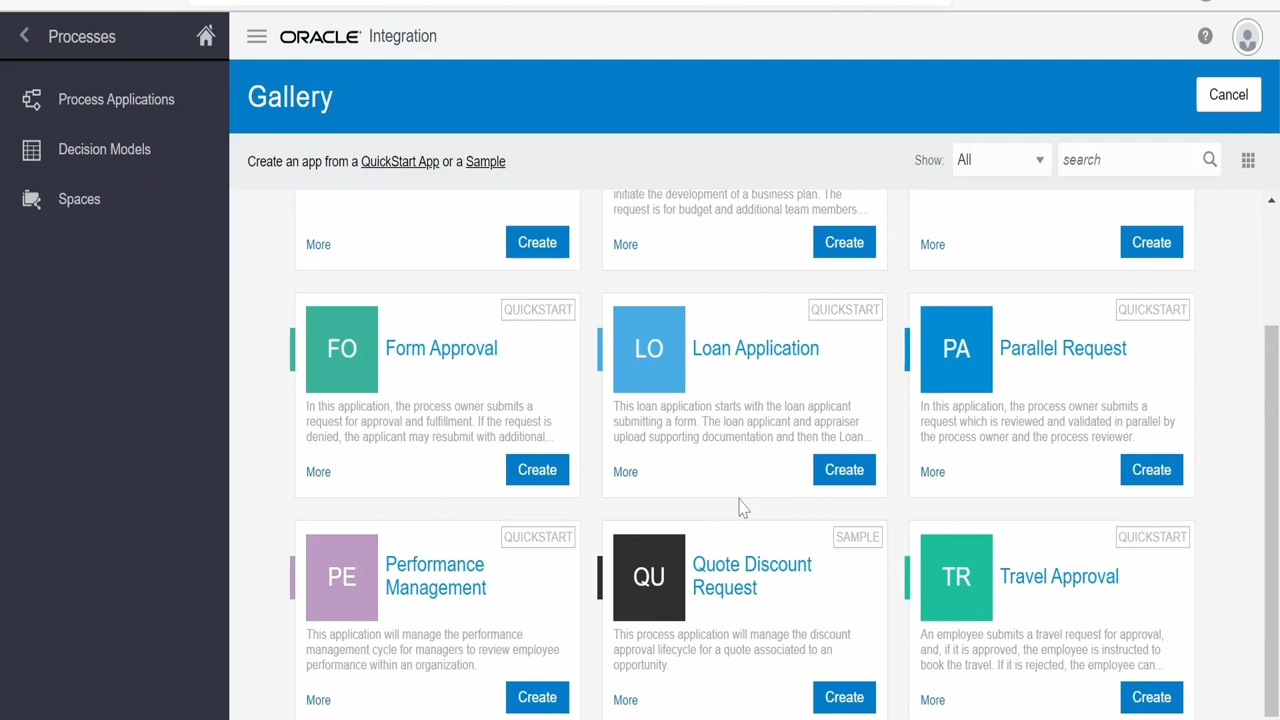 Processes
ORACLE Integration
Process Applications
Decision Models
Spaces
Gallery
Cancel
Create an app from a QuickStart App or a Sample
Show: All search
initiate the development of a business plan. The
request is for budget and additional team members....
More Create
More Create
More Create
QUICKSTART
FO Form Approval
In this application, the process owner submits a
request for approval and fulfillment. If the request is
denied, the applicant may resubmit with additional...
More Create
QUICKSTART
LO Loan Application
This loan application starts with the loan applicant
submitting a form. The loan applicant and appraiser
upload supporting documentation and then the Loan...
More Create
QUICKSTART
PA Parallel Request
In this application, the process owner submits a
request which is reviewed and validated in parallel by
the process owner and the process reviewer.
More Create
QUICKSTART
PE Performance
Management
This application will manage the performance
management cycle for managers to review employee
performance within an organization.
More Create
SAMPLE
QU Quote Discount
Request
This process application will manage the discount
approval lifecycle for a quote associated to an
opportunity.
More Create
QUICKSTART
TR Travel Approval
An employee submits a travel request for approval,
and, if it is approved, the employee is instructed to
book the travel. If it is rejected, the employee can...
More Create